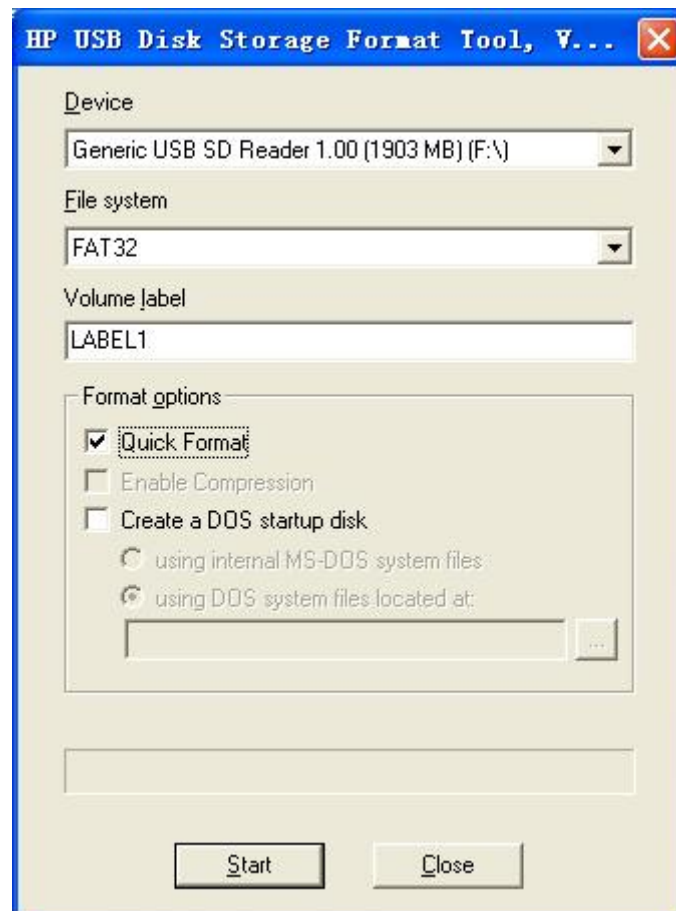 HP USB Disk Storage Format Tool, V...
Device
Generic USB SD Reader 1.00 (1903 MB) (F:\)
File system
FAT32
Volume label
LABEL1
Format options
Quick Format
Enable Compression
Create a DOS startup disk
using internal MS-DOS system files
using DOS system files located at:
...
Start Close